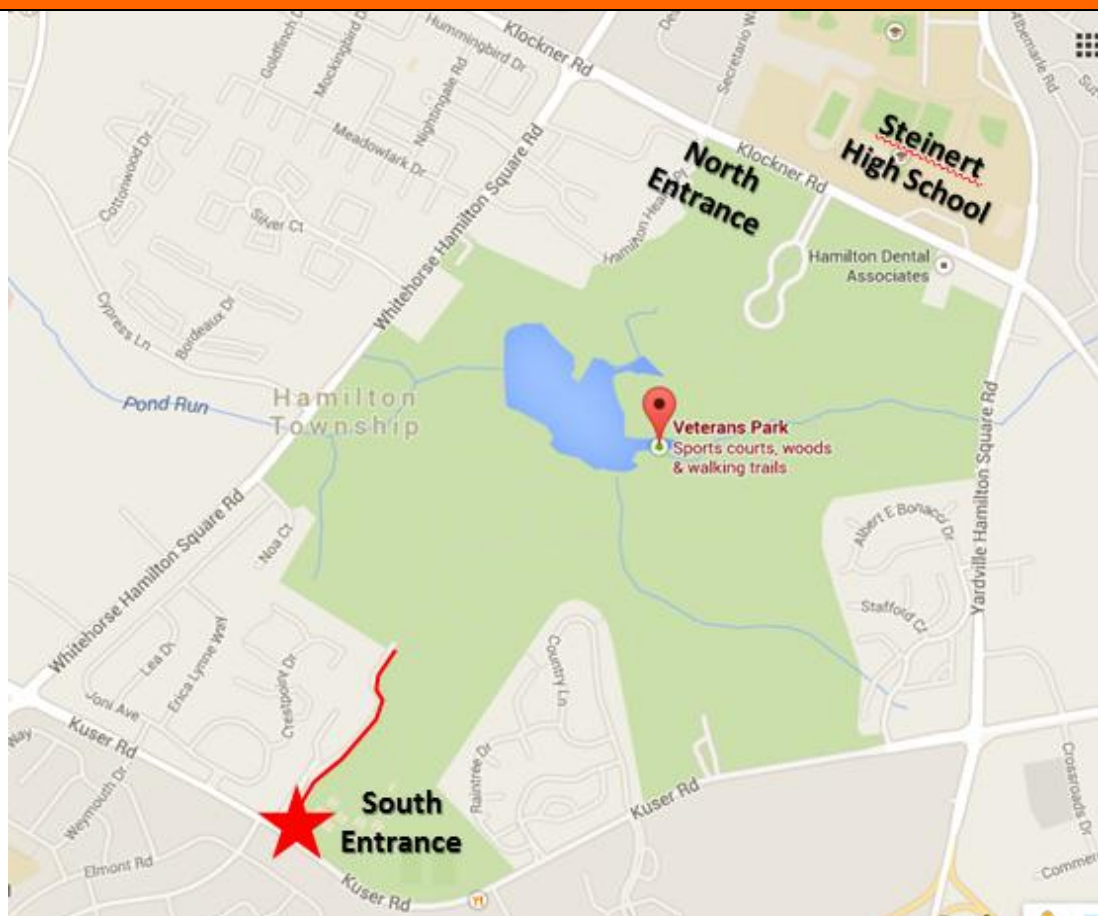 Goldfinch D
Mockingbird D
Hummingbird Dr
Nightingale Rd
Meadowlark Dr
Cottonwood Dr
Silver Ct
Cypress Ln
Bordeaux Dr
Pond Run
Klockner Rd
Secretario Wa
Albemarle Rd
Whitehorse Hamilton Square Rd
North
Entrance
Klockner Rd
Steinert
High School
Hamilton Dental
Associates
Hamilton
Township
Veterans Park
Sports courts, woods
& walking trails
Whitehorse Hamilton Square Rd
Noa Ct
Albert E Bonacci Dr
Stafford Ct
Yardville Hamilton Square Rd
Lea D
Erica Lynne Way
Joni Ave
Crestwood Dr
Country Ln
Raintree Dr
Kuser Rd
Way
Weymouth Dr
Elmont Rd
South
Entrance
Kuser Rd
Kuser Rd
Crossroads Dr
Commer